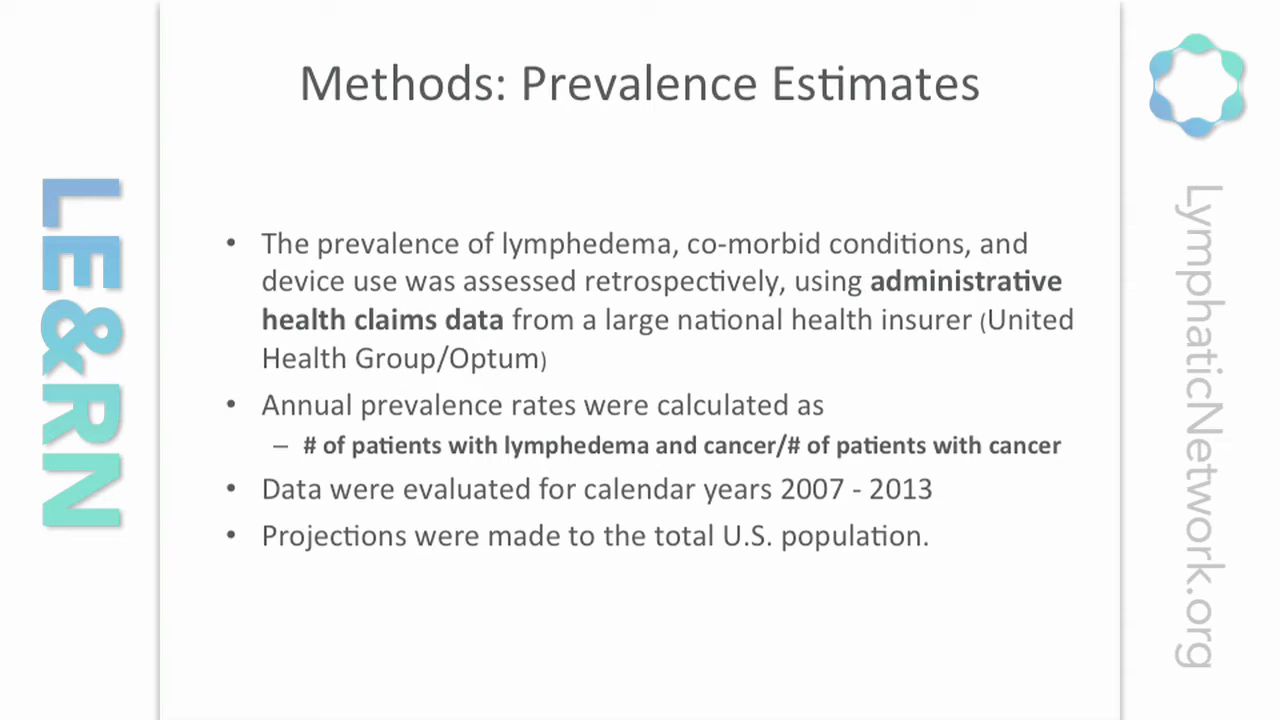 Methods: Prevalence Estimates
LE&RN
LymphaticNetwork.org
• The prevalence of lymphedema, co-morbid conditions, and
device use was assessed retrospectively, using administrative
health claims data from a large national health insurer (United
Health Group/Optum)
• Annual prevalence rates were calculated as
– # of patients with lymphedema and cancer/# of patients with cancer
• Data were evaluated for calendar years 2007 - 2013
• Projections were made to the total U.S. population.